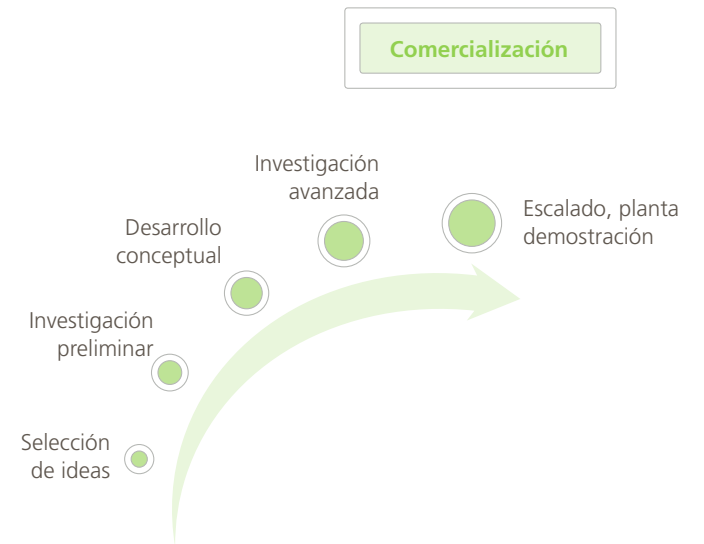 Comercialización
Investigación
avanzada
Escalado, planta
demostración
Desarrollo
conceptual
Investigación
preliminar
Selección
de ideas